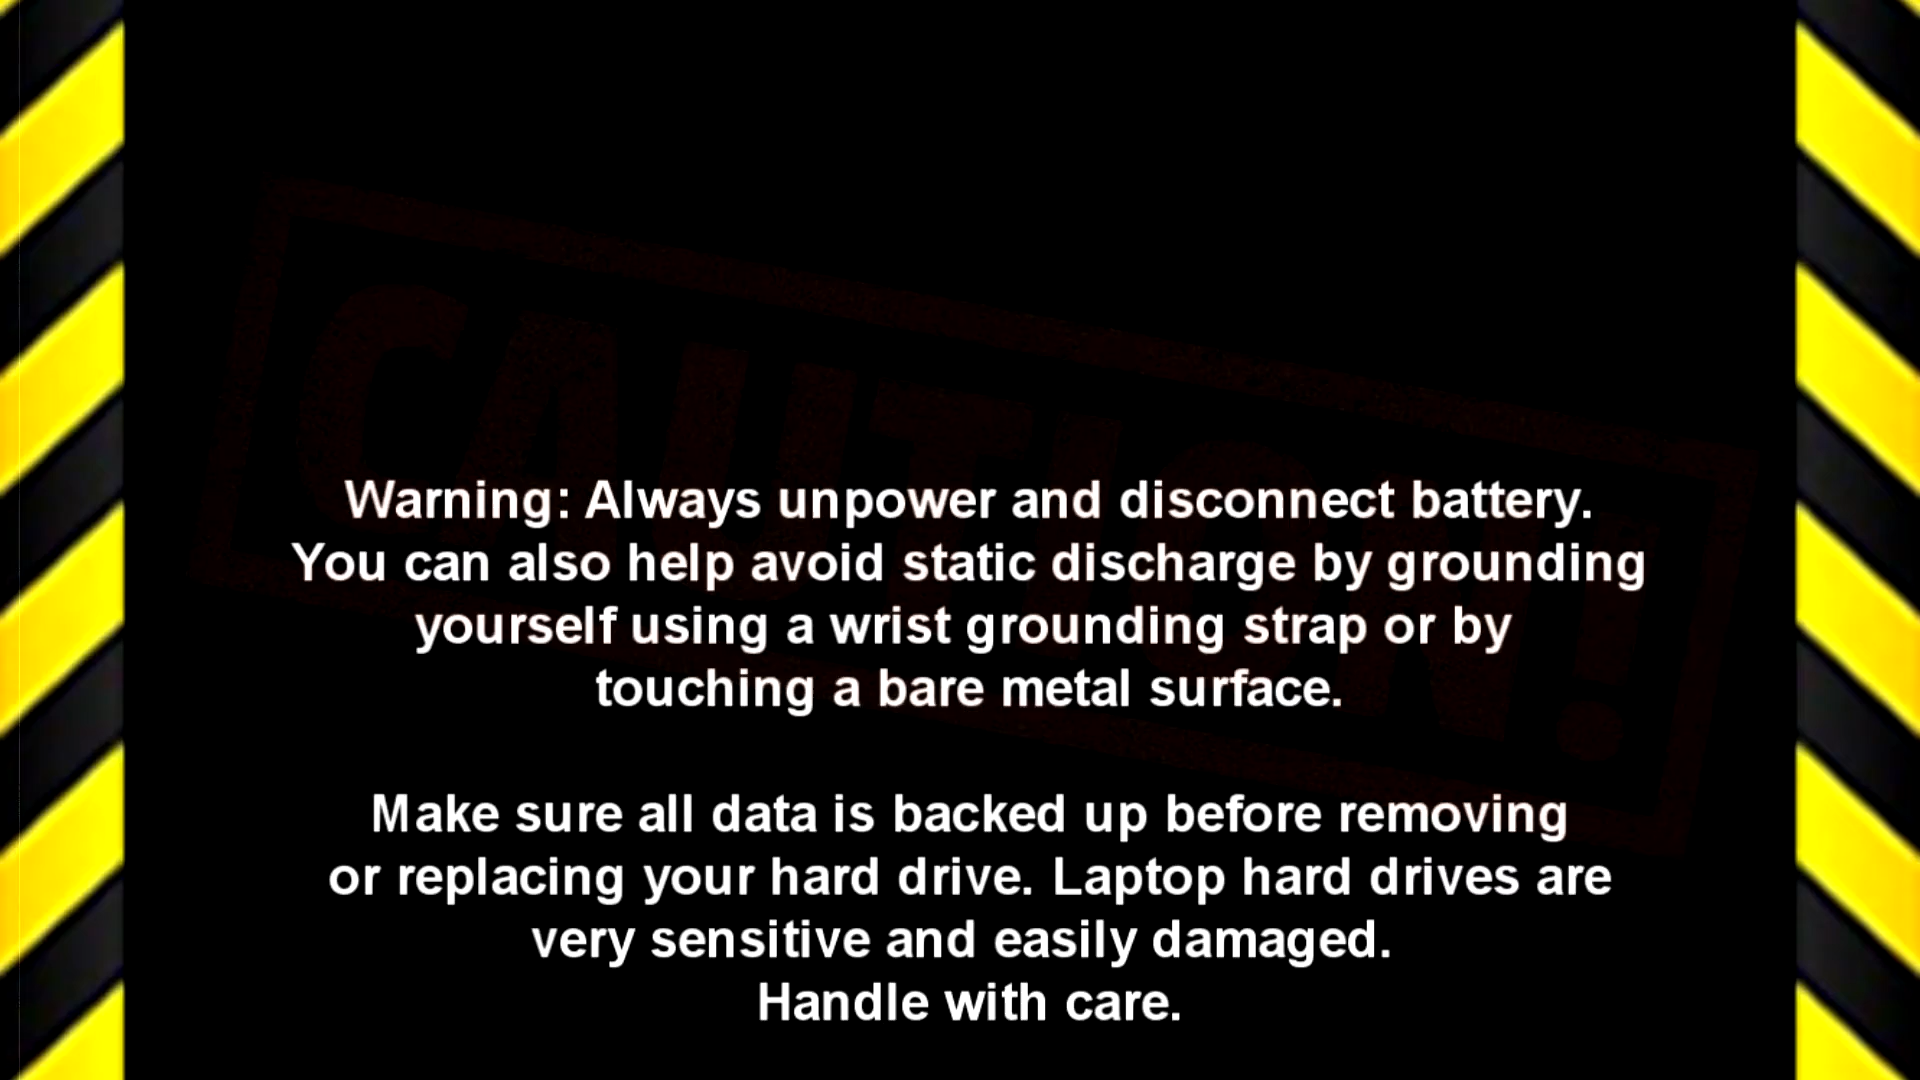 CAUTION!
Warning: Always unpower and disconnect battery.
You can also help avoid static discharge by grounding
yourself using a wrist grounding strap or by
touching a bare metal surface.
Make sure all data is backed up before removing
or replacing your hard drive. Laptop hard drives are
very sensitive and easily damaged.
Handle with care.